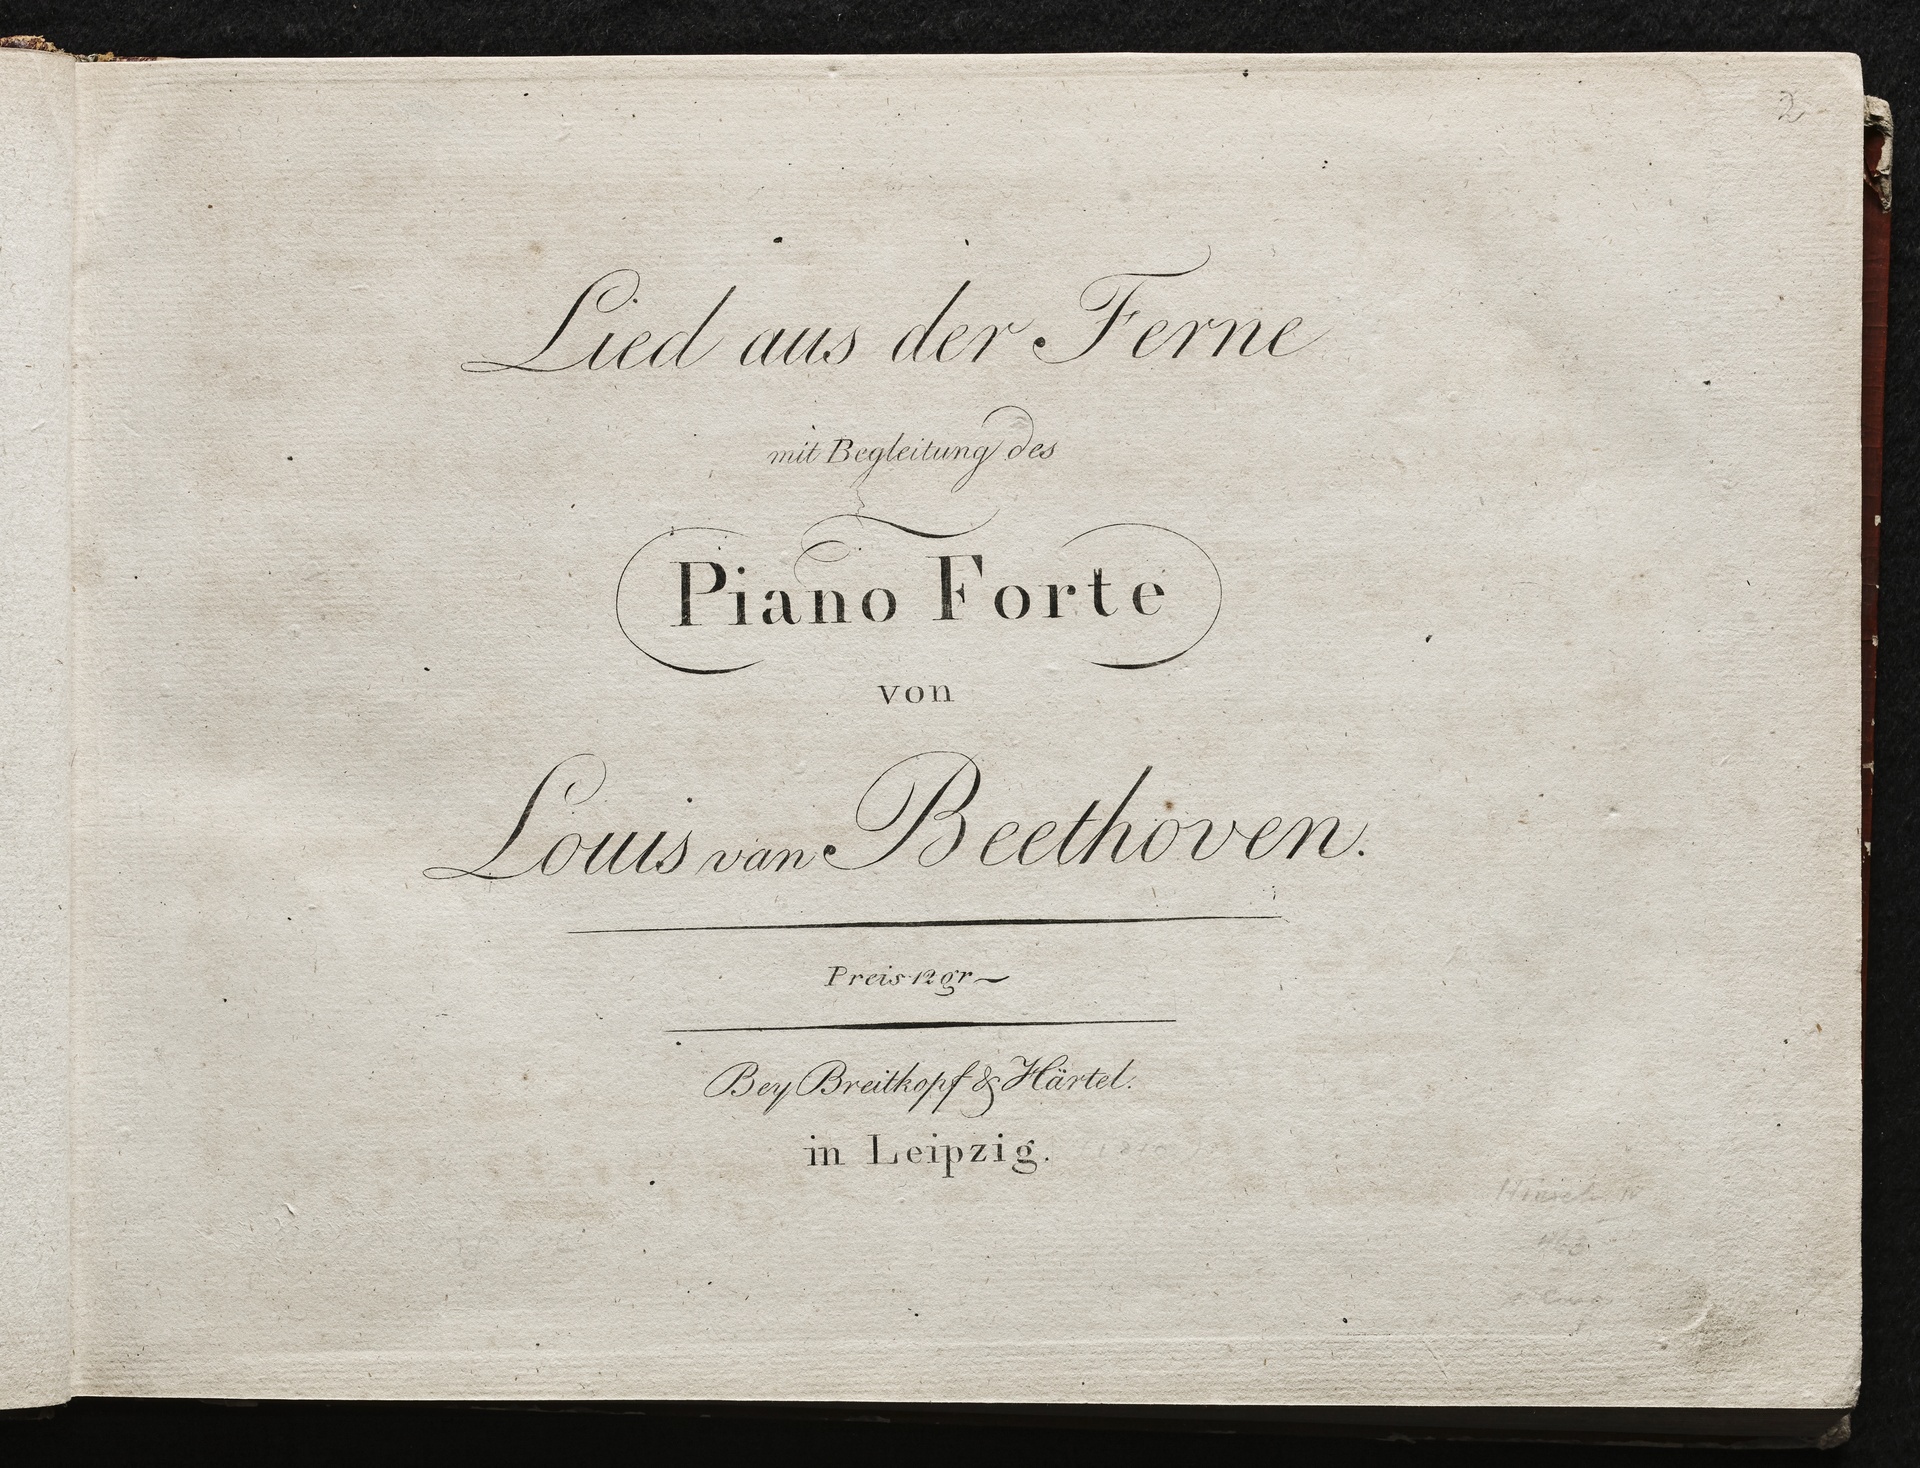 2
Lied aus der Ferne
mit Begleitung des
Piano Forte
von
Louis van Beethoven.
Preis 12 gr
Bey Breitkopf & Härtel.
in Leipzig.